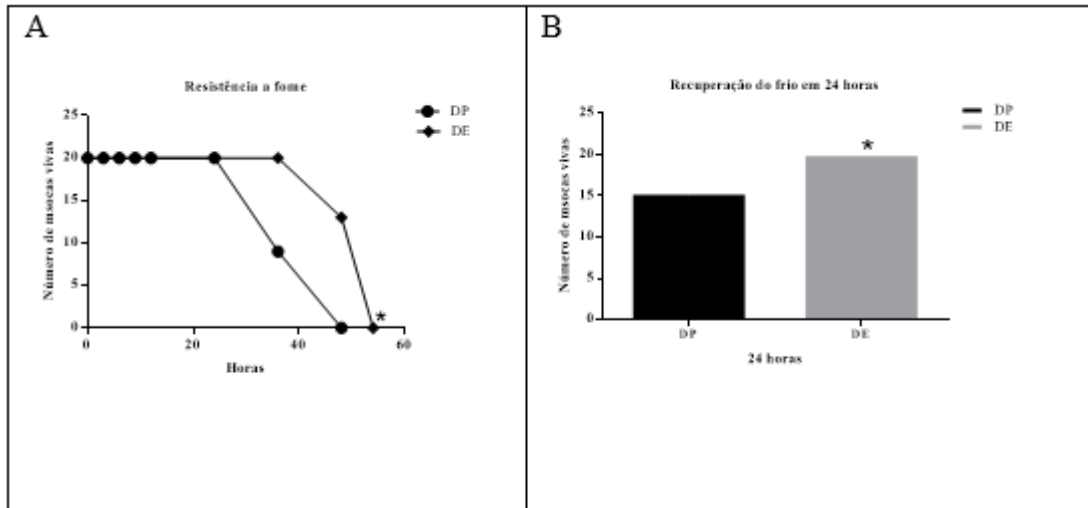 A
Resistência a fome
DP
DE
25
20
15
10
5
0
Número de msocas vivas
0
20
40
60
*
Horas
B
Recuperação do frio em 24 horas
DP
DE
25
20
15
10
5
0
Número de msocas vivas
*
DP
DE
24 horas